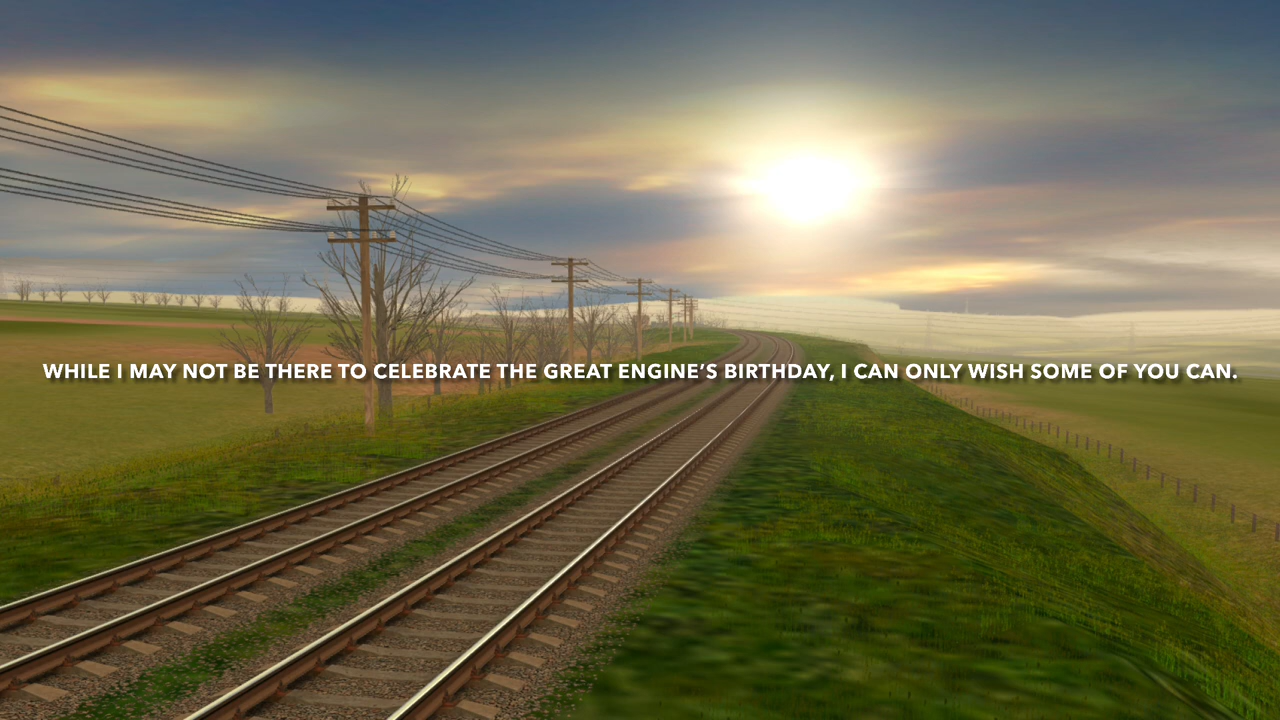 WHILE I MAY NOT BE THERE TO CELEBRATE THE GREAT ENGINE'S BIRTHDAY, I CAN ONLY WISH SOME OF YOU CAN.